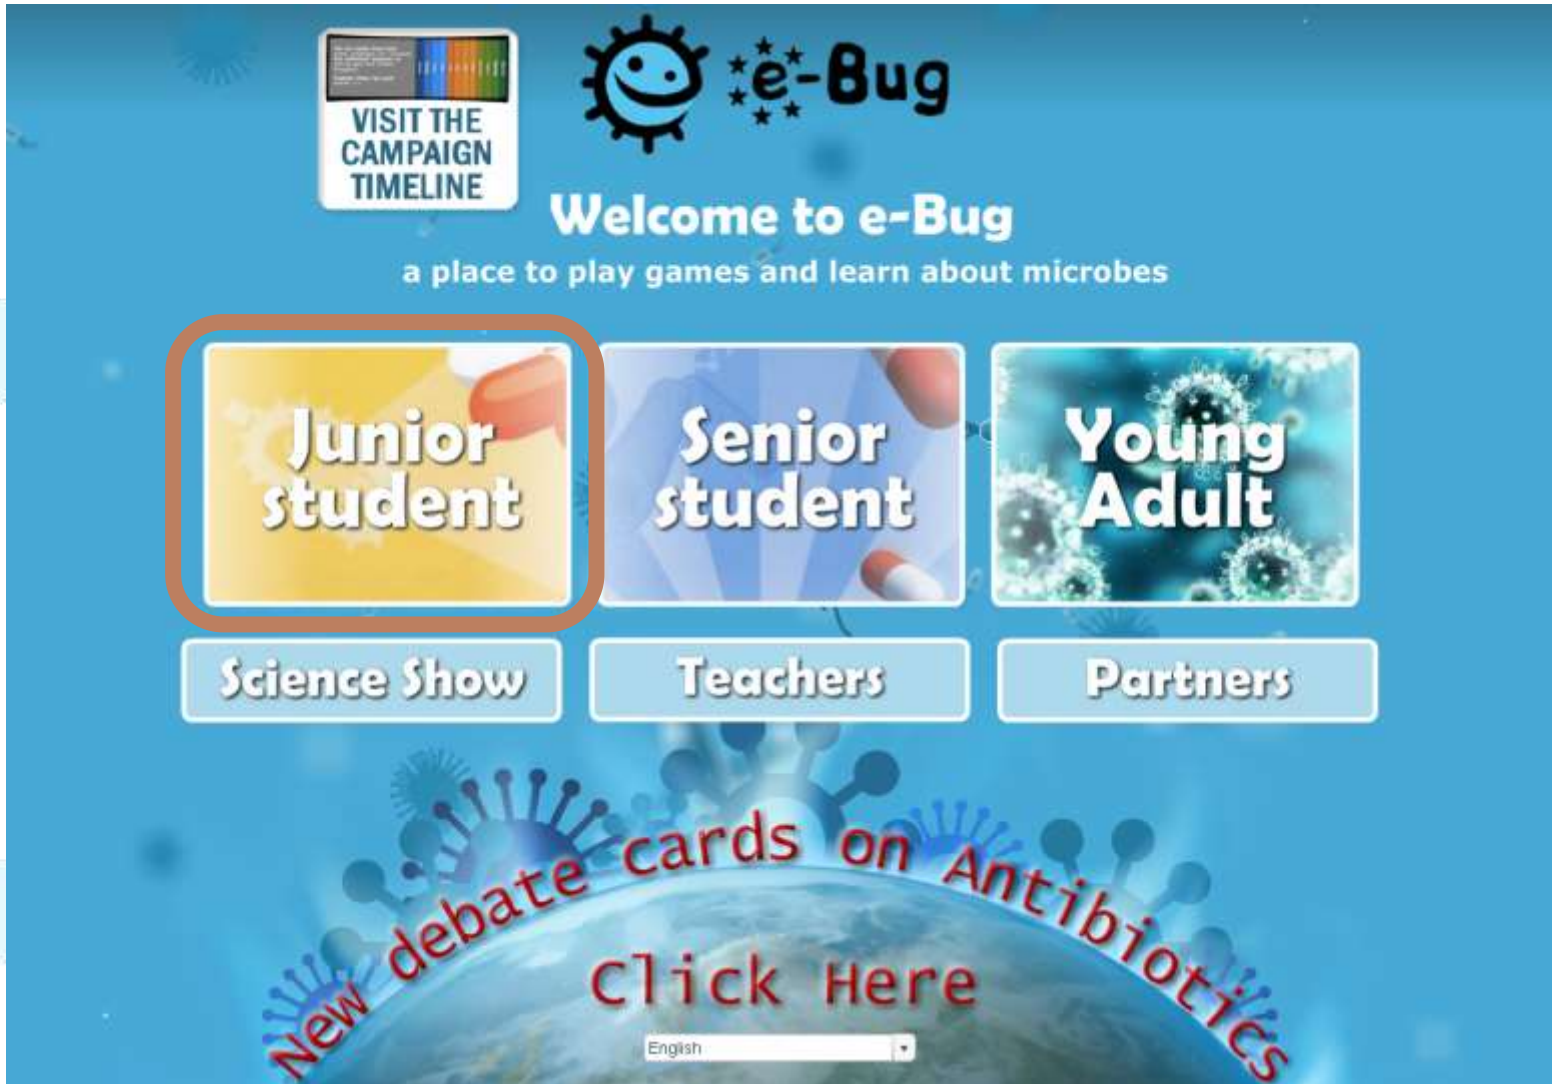 VISIT THE
CAMPAIGN
TIMELINE
e-Bug
Welcome to e-Bug
a place to play games and learn about microbes
Junior
student
Senior
student
Young
Adult
Science Show
Teachers
Partners
New debate cards on Antibiotics
Click Here
English